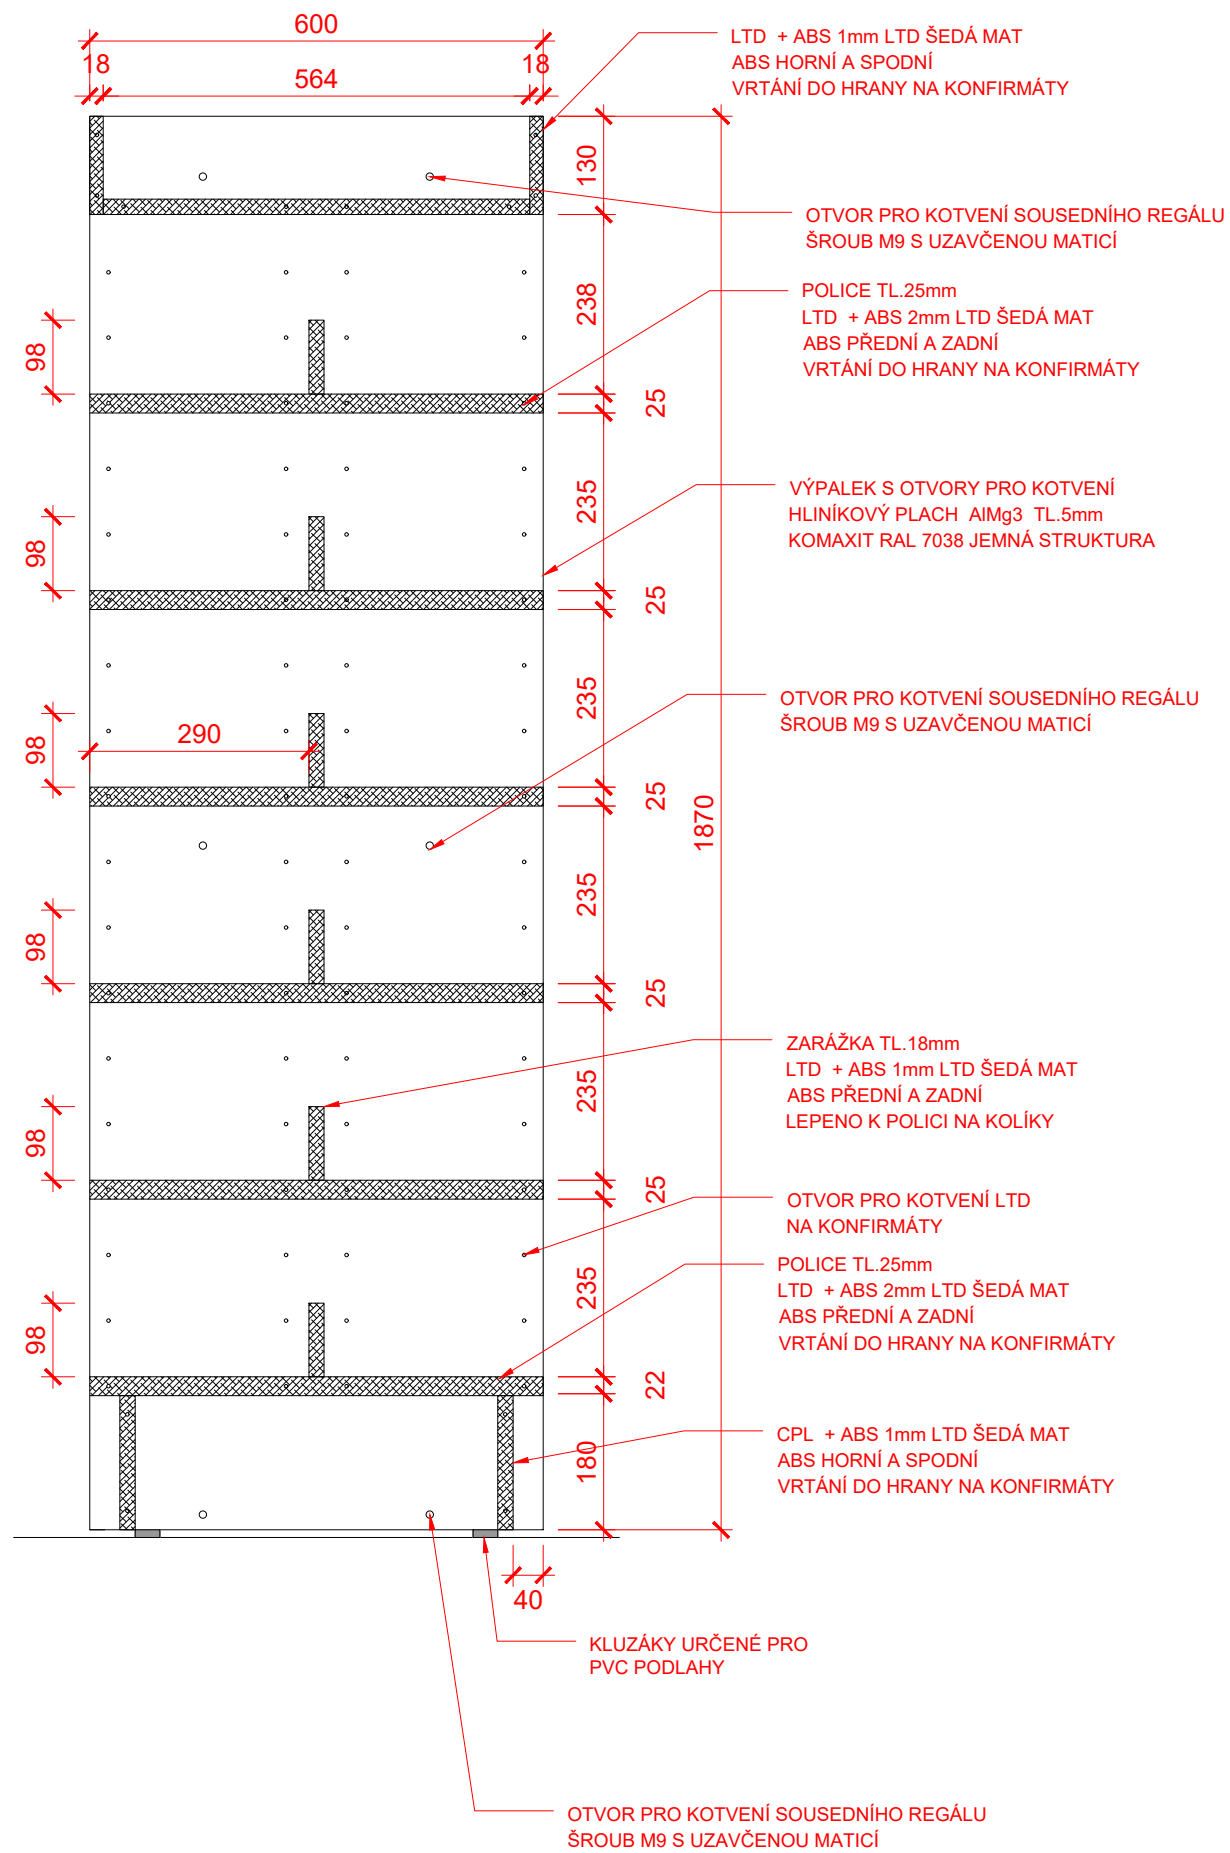 600
18
18
564
LTD + ABS 1mm LTD ŠEDÁ MAT
ABS HORNÍ A SPODNÍ
VRTÁNÍ DO HRANY NA KONFIRMÁTY
130
OTVOR PRO KOTVENÍ SOUSEDNÍHO REGÁLU
ŠROUB M9 S UZAVČENOU MATICÍ
238
POLICE TL.25mm
LTD + ABS 2mm LTD ŠEDÁ MAT
ABS PŘEDNÍ A ZADNÍ
VRTÁNÍ DO HRANY NA KONFIRMÁTY
98
25
235
VÝPALEK S OTVORY PRO KOTVENÍ
HLINÍKOVÝ PLACH AlMg3 TL.5mm
KOMAXIT RAL 7038 JEMNÁ STRUKTURA
98
25
235
OTVOR PRO KOTVENÍ SOUSEDNÍHO REGÁLU
ŠROUB M9 S UZAVČENOU MATICÍ
290
98
25
1870
235
98
25
ZARÁŽKA TL.18mm
LTD + ABS 1mm LTD ŠEDÁ MAT
ABS PŘEDNÍ A ZADNÍ
LEPENO K POLICI NA KOLÍKY
235
98
25
OTVOR PRO KOTVENÍ LTD
NA KONFIRMÁTY
235
POLICE TL.25mm
LTD + ABS 2mm LTD ŠEDÁ MAT
ABS PŘEDNÍ A ZADNÍ
VRTÁNÍ DO HRANY NA KONFIRMÁTY
98
22
180
CPL + ABS 1mm LTD ŠEDÁ MAT
ABS HORNÍ A SPODNÍ
VRTÁNÍ DO HRANY NA KONFIRMÁTY
40
KLUZÁKY URČENÉ PRO
PVC PODLAHY
OTVOR PRO KOTVENÍ SOUSEDNÍHO REGÁLU
ŠROUB M9 S UZAVČENOU MATICÍ